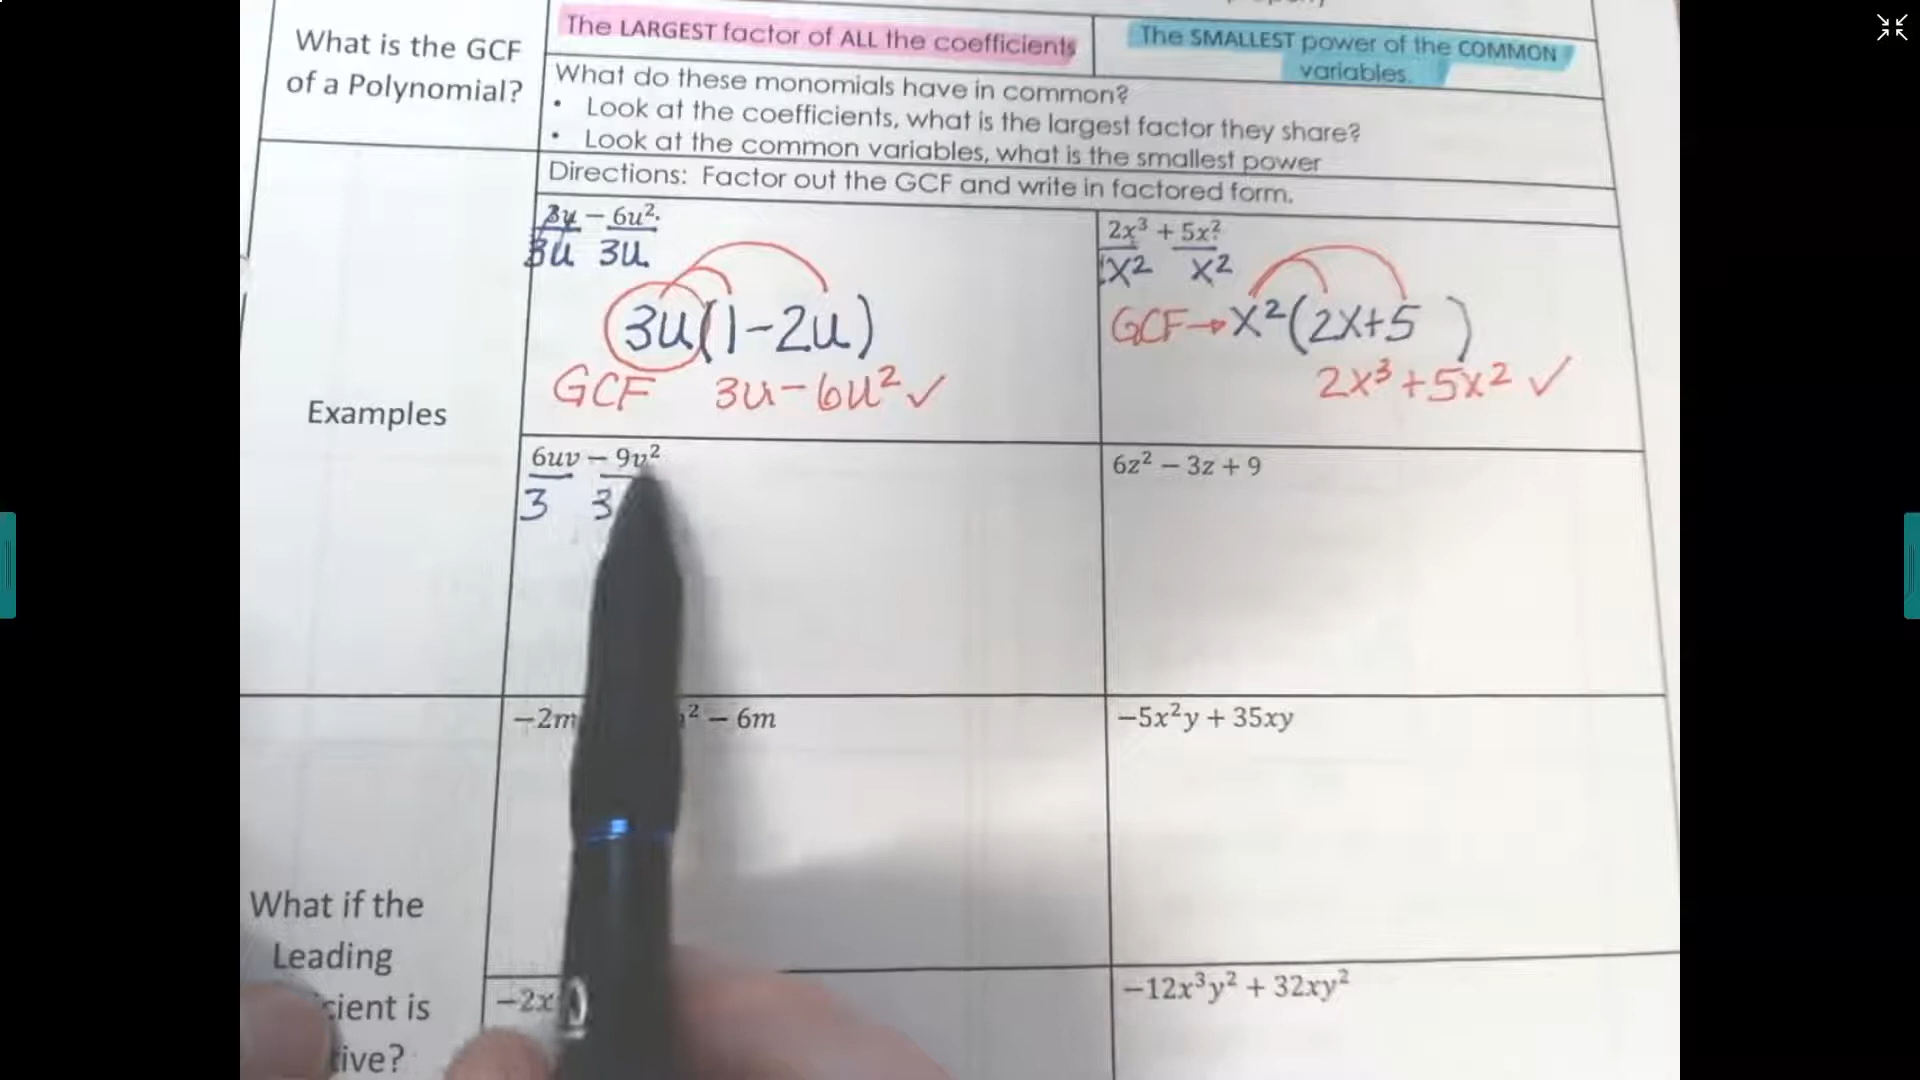 What is the GCF
of a Polynomial?
The LARGEST factor of ALL the coefficients
The SMALLEST power of the COMMON
variables.
What do these monomials have in common?
• Look at the coefficients, what is the largest factor they share?
• Look at the common variables, what is the smallest power
Directions: Factor out the GCF and write in factored form.
Examples
3u − 6u².
3u 3u
3u(1-2u)
GCF 3u-6u² ✓
2x³ + 5x²
x² x²
GCF→x²(2x+5 )
2x³+5x² ✓
6uv − 9v²
3 3
6z² − 3z + 9
What if the
Leading
cient is
tive?
−2m ² − 6m
−5x²y + 35xy
−2x
−12x³y² + 32xy²